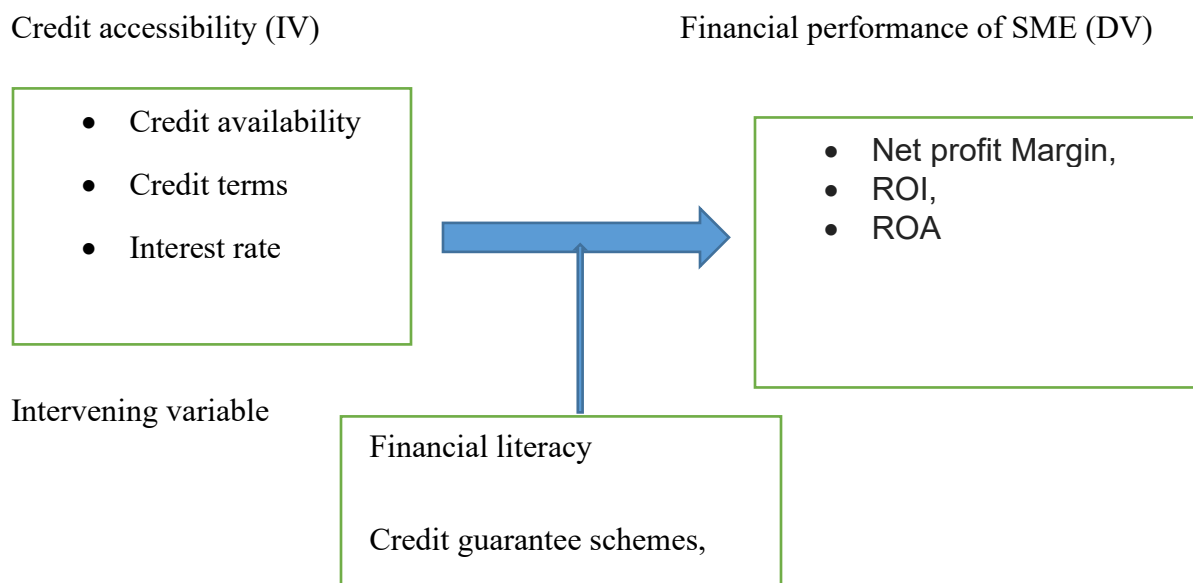 Credit accessibility (IV)
Financial performance of SME (DV)
• Credit availability
• Credit terms
• Interest rate
• Net profit Margin,
• ROI,
• ROA
Intervening variable
Financial literacy
Credit guarantee schemes,